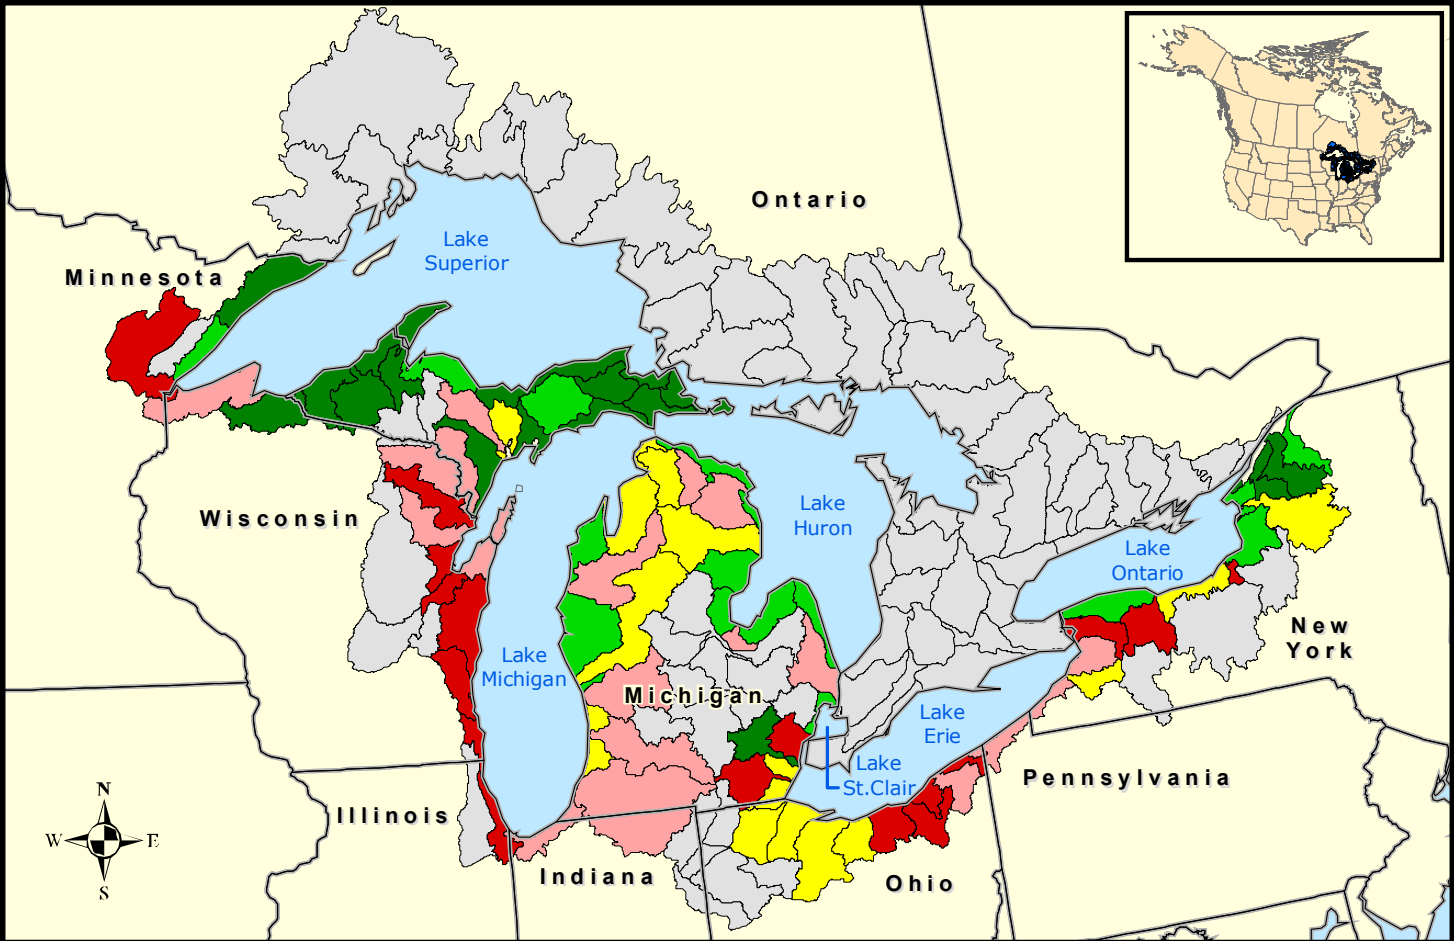 Ontario
Lake
Superior
Minnesota
Wisconsin
Lake
Huron
Lake
Ontario
New
York
Lake
Michigan
Michigan
Lake
Erie
Lake
St.Clair
Pennsylvania
Illinois
Indiana
Ohio
N
W
E
S